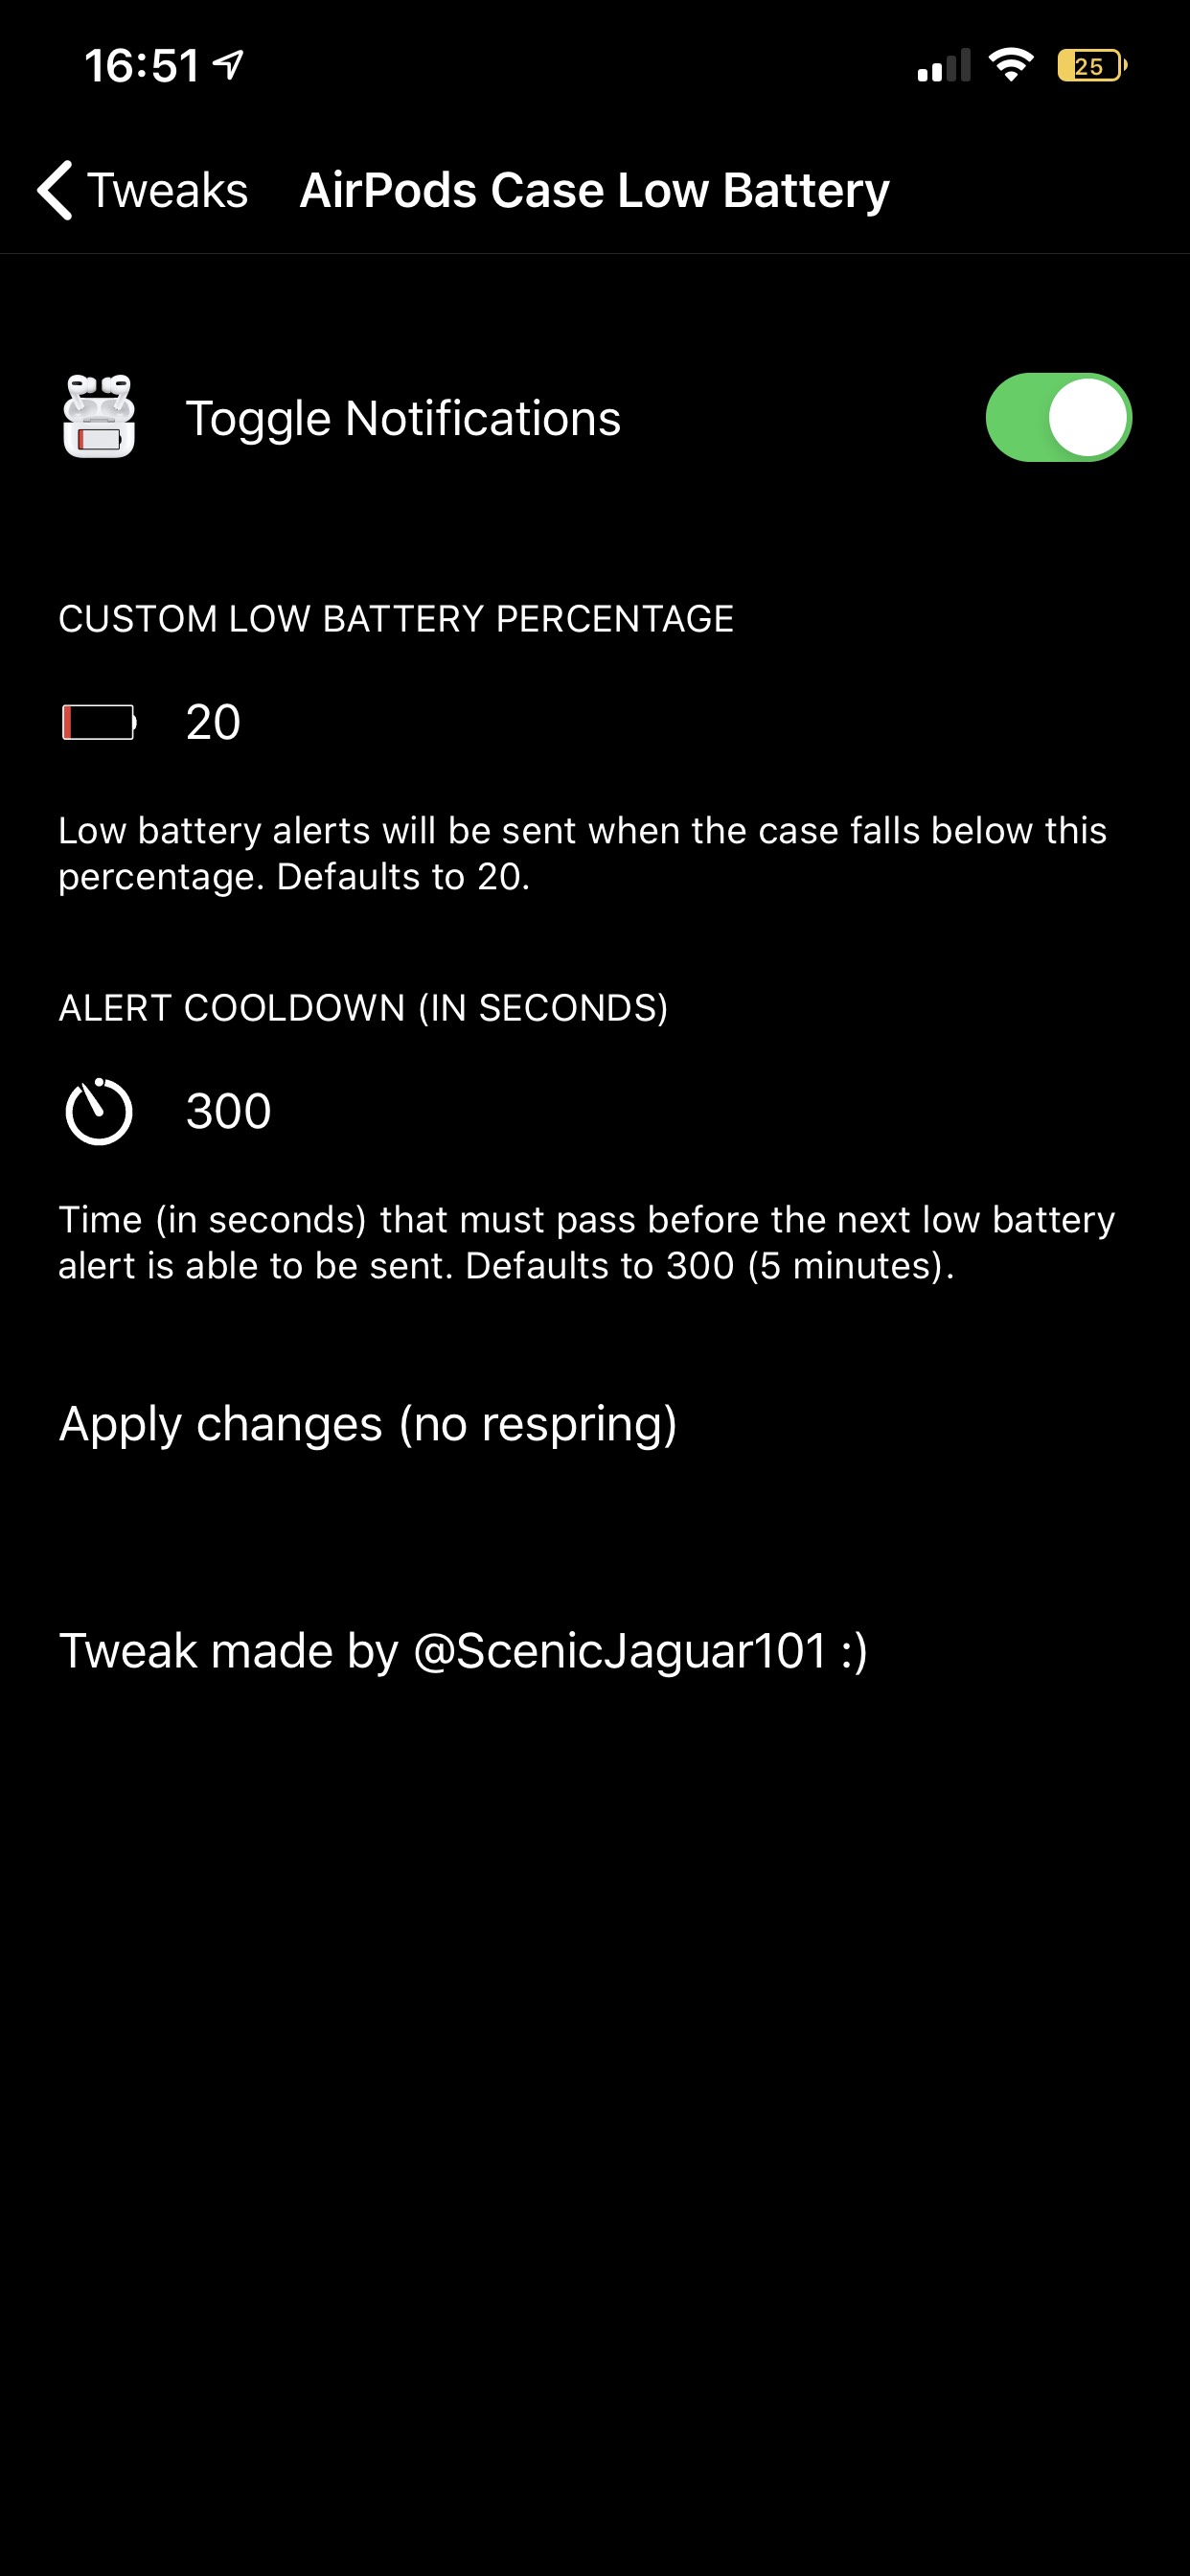 16:51
25
Tweaks
AirPods Case Low Battery
Toggle Notifications
CUSTOM LOW BATTERY PERCENTAGE
20
Low battery alerts will be sent when the case falls below this
percentage. Defaults to 20.
ALERT COOLDOWN (IN SECONDS)
300
Time (in seconds) that must pass before the next low battery
alert is able to be sent. Defaults to 300 (5 minutes).
Apply changes (no respring)
Tweak made by @ScenicJaguar101 :)